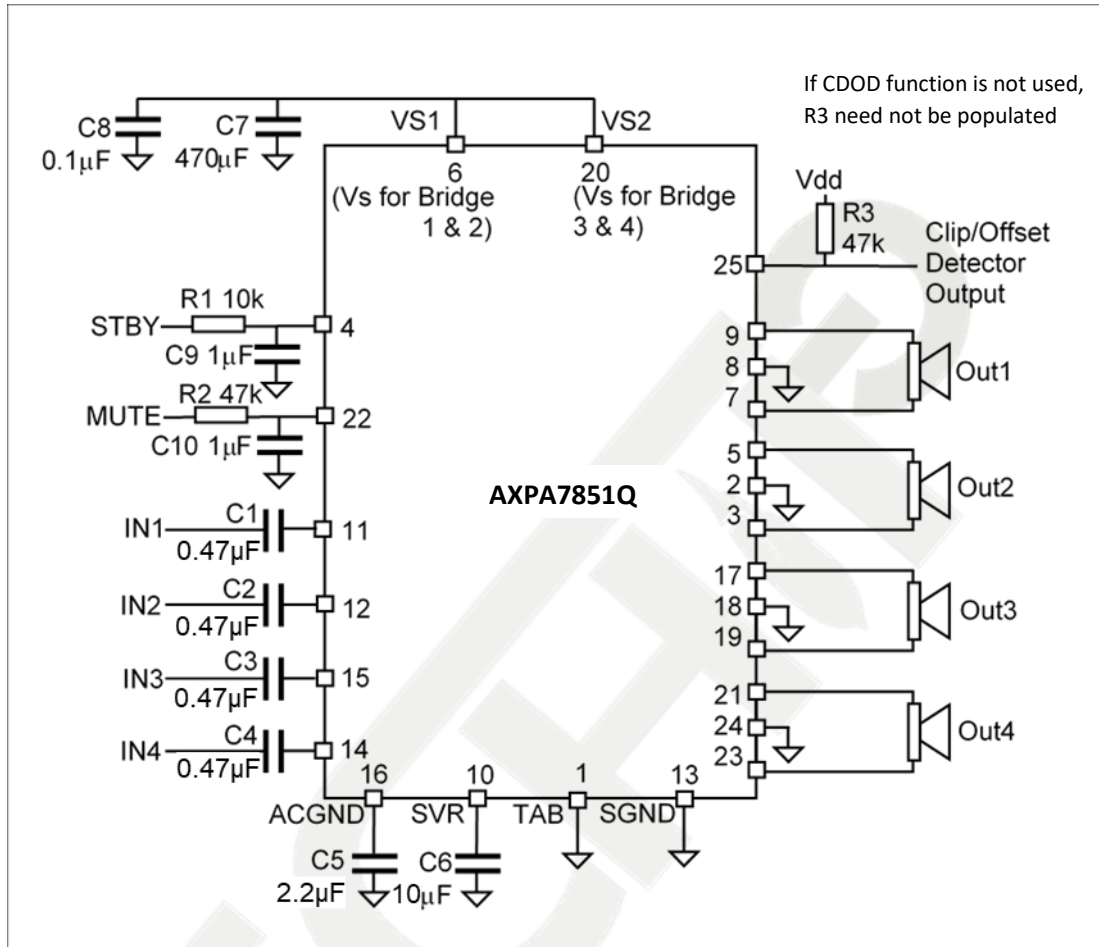 If CDOD function is not used,
R3 need not be populated
C8
0.1μF
C7
470μF
VS1
VS2
6
(Vs for Bridge
1 & 2)
20
(Vs for Bridge
3 & 4)
Vdd
R3
47k
25
Clip/Offset
Detector
Output
STBY
R1 10k
4
C9 1μF
MUTE
R2 47k
22
C10 1μF
IN1
C1
0.47μF
11
IN2
C2
0.47μF
12
IN3
C3
0.47μF
15
IN4
C4
0.47μF
14
AXPA7851Q
9
8
7
Out1
5
2
3
Out2
17
18
19
Out3
21
24
23
Out4
16
ACGND
10
SVR
1
TAB
13
SGND
C5
2.2μF
C6
10μF